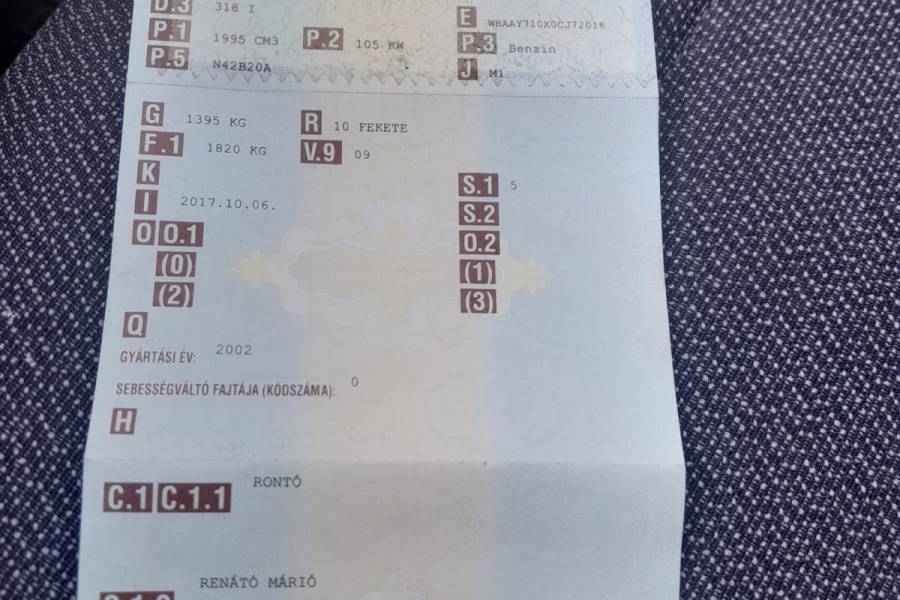 D.3 318 I E WBAAY710X0CJ72018
P.1 1995 CM3 P.2 105 KW P.3 Benzin
P.5 N42B20A J M1
G 1395 KG R 10 FEKETE
F.1 1820 KG V.9 09
K S.1 5
I 2017.10.06. S.2
O O.1 O.2
(0) (1)
(2) (3)
Q
GYÁRTÁSI ÉV: 2002
SEBESSÉGVÁLTÓ FAJTÁJA (KÓDSZÁMA): 0
H
C.1 C.1.1 RONTÓ
RENÁTÓ MÁRIÓ